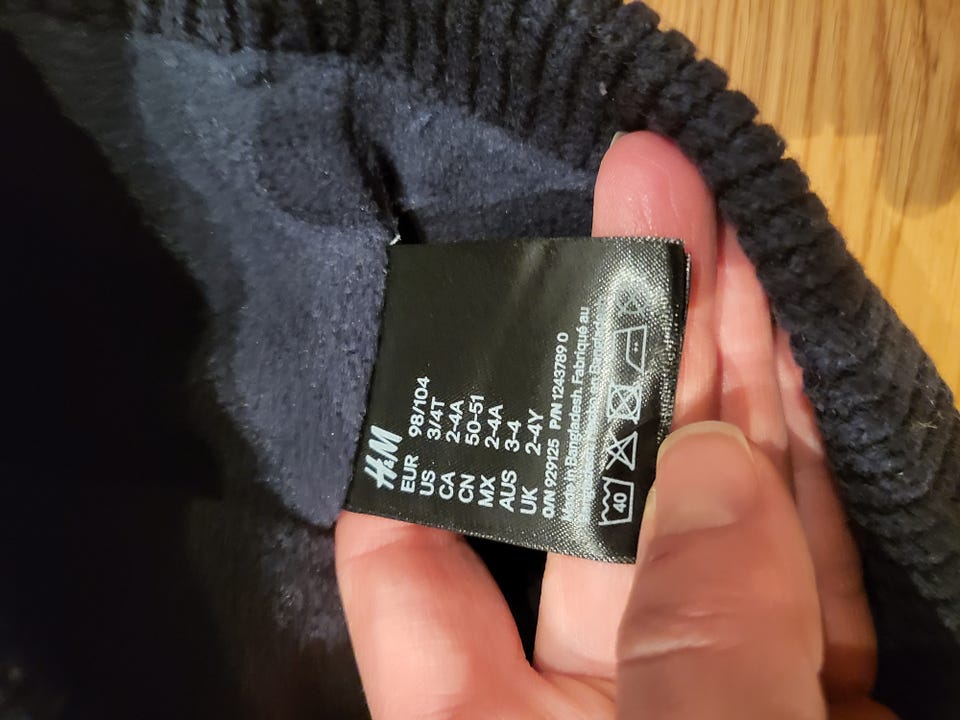 H&M
EUR 98/104
US 3/4T
CA 2-4A
CN 50-51
MX 2-4A
AUS 3-4
UK 2-4Y
O/N 929125 P/N 1243789 0
Made in Bangladesh. Fabriqué au
40